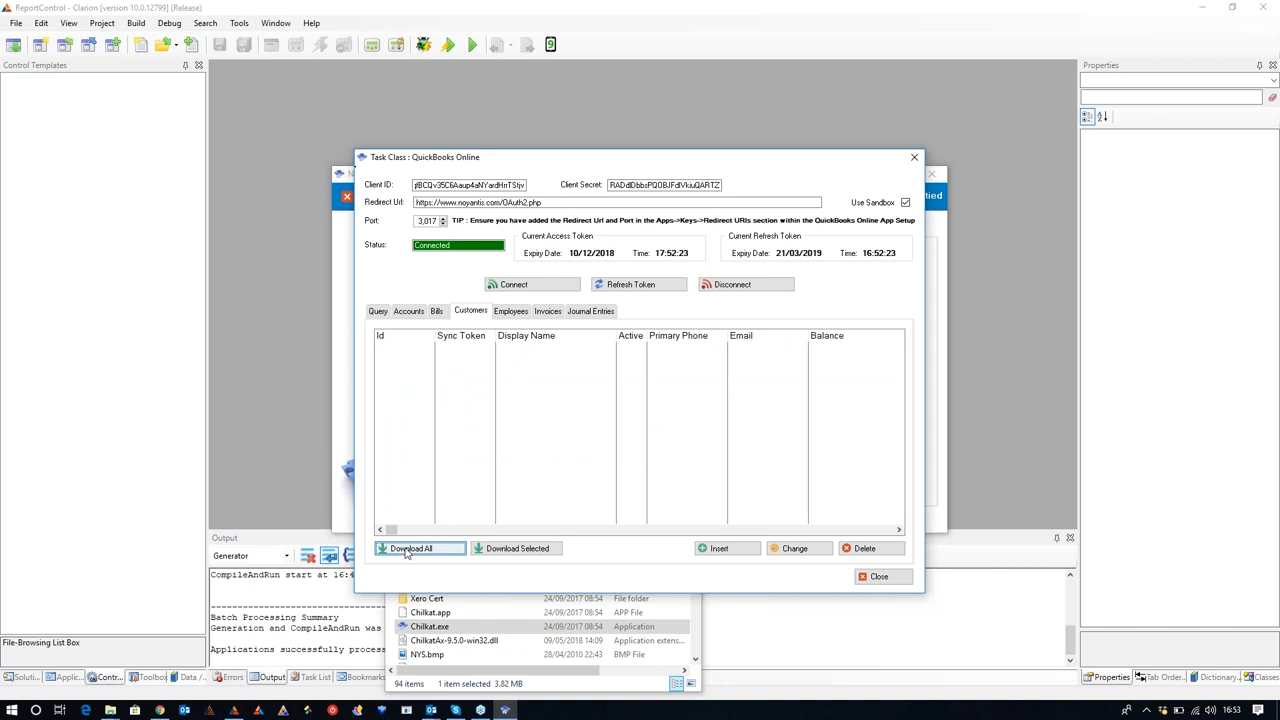 ReportControl - Clarion [version 10.0.12799] (Release)
File Edit View Project Build Debug Search Tools Window Help
Control Templates
Properties
Task Class : QuickBooks Online
Client ID:
Client Secret:
Redirect Url: https://www.noyantis.com/OAuth2.php
Use Sandbox
Port: 3,017 TIP : Ensure you have added the Redirect Url and Port in the Apps->Keys->Redirect URIs section within the QuickBooks Online App Setup
Status: Connected
Current Access Token
Expiry Date: 10/12/2018 Time: 17:52:23
Current Refresh Token
Expiry Date: 21/03/2019 Time: 16:52:23
Connect Refresh Token Disconnect
Query Accounts Bills Customers Employees Invoices Journal Entries
Id Sync Token Display Name Active Primary Phone Email Balance
Download All Download Selected Insert Change Delete
Close
Output
Generator
CompileAndRun start at 16:4
Batch Processing Summary
Generation and CompileAndRun was
Applications successfully proces
File-Browsing List Box
Xero Cert 24/09/2017 08:54 File folder
Chilkat.app 24/09/2017 08:54 APP File
Chilkat.exe 24/09/2017 08:54 Application
ChilkatAx-9.5.0-win32.dll 09/05/2018 14:09 Application extens...
NYS.bmp 28/04/2010 22:43 BMP File
94 items 1 item selected 3.82 MB
Soluti... Applic... Contr... Toolbox Data /... Errors Output Task List Bookmarks
Properties Tab Order... Dictionary... Classes
16:53